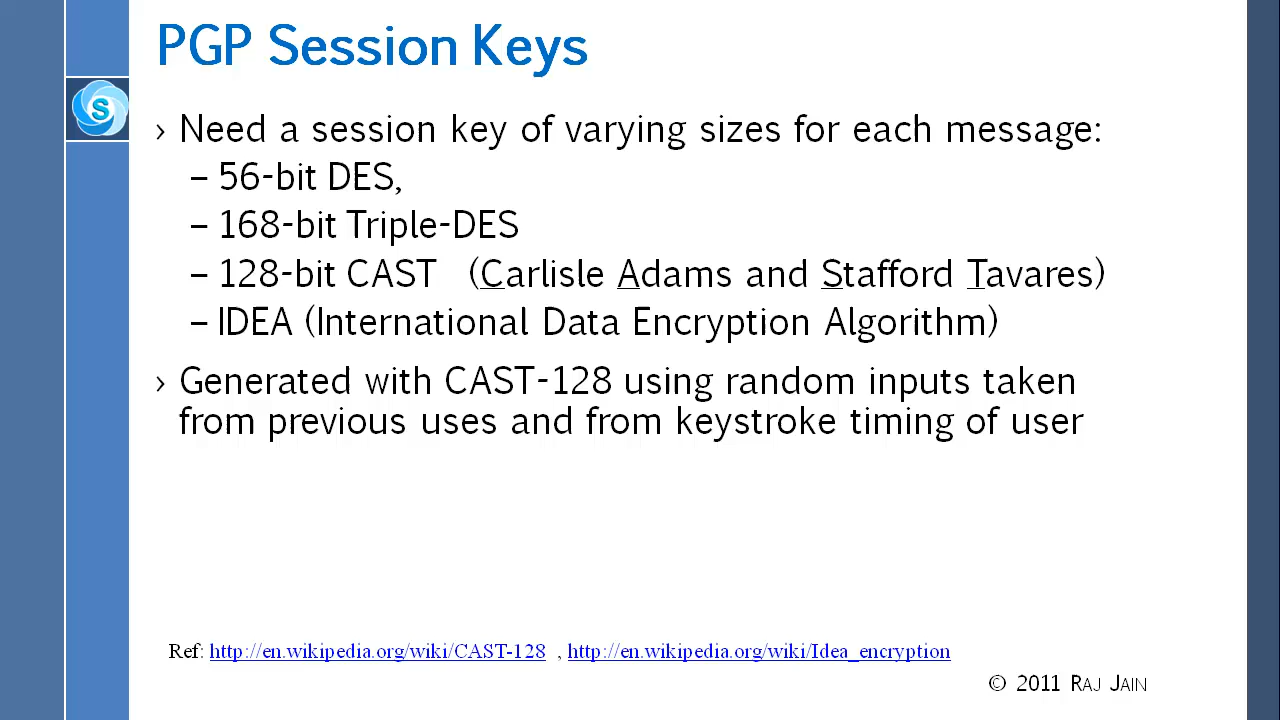 PGP Session Keys
S
› Need a session key of varying sizes for each message:
– 56-bit DES,
– 168-bit Triple-DES
– 128-bit CAST (Carlisle Adams and Stafford Tavares)
– IDEA (International Data Encryption Algorithm)
› Generated with CAST-128 using random inputs taken
from previous uses and from keystroke timing of user
Ref: http://en.wikipedia.org/wiki/CAST-128 , http://en.wikipedia.org/wiki/Idea_encryption
© 2011 RAJ JAIN